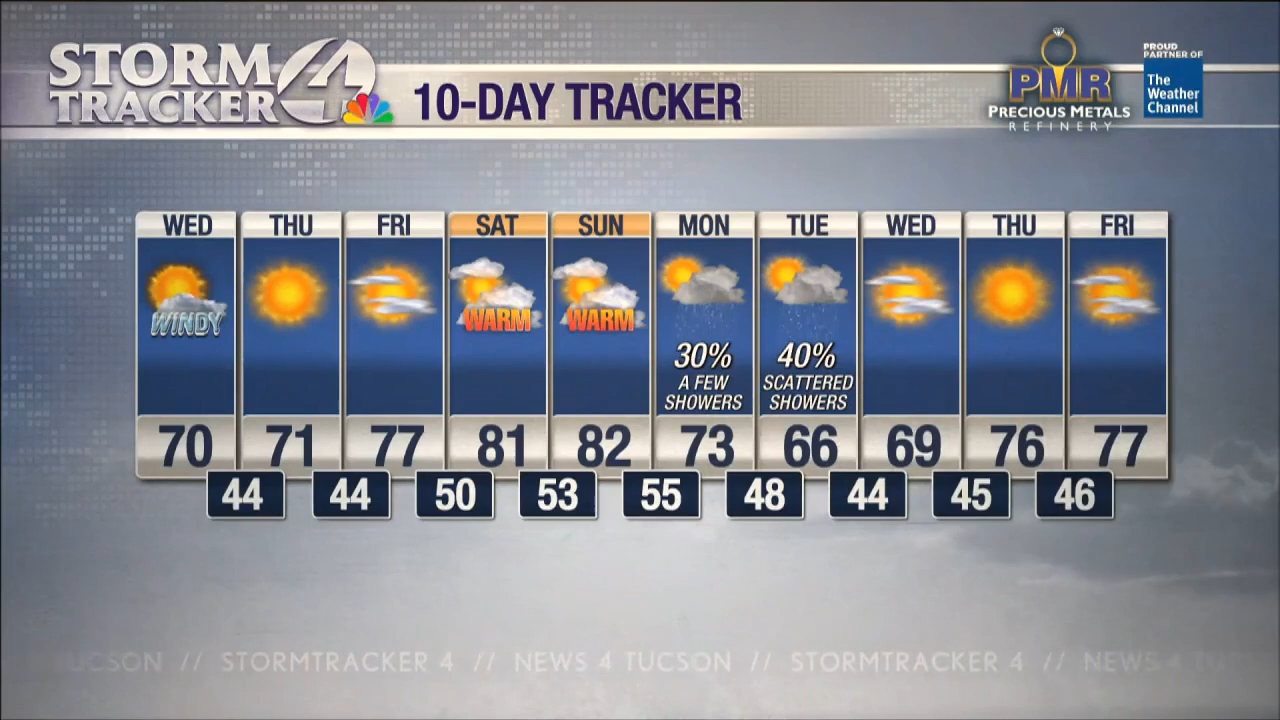 STORM
TRACKER 4
10-DAY TRACKER
PMR
PRECIOUS METALS
REFINERY
PROUD
PARTNER OF
The
Weather
Channel
WED THU FRI SAT SUN MON TUE WED THU FRI
WINDY WARM WARM
30% 40%
A FEW SHOWERS
SCATTERED SHOWERS
70 71 77 81 82 73 66 69 76 77
44 44 50 53 55 48 44 45 46
UCSON // STORMTRACKER 4 // NEWS 4 TUCSON // STORMTRACKER 4 // NEWS 4